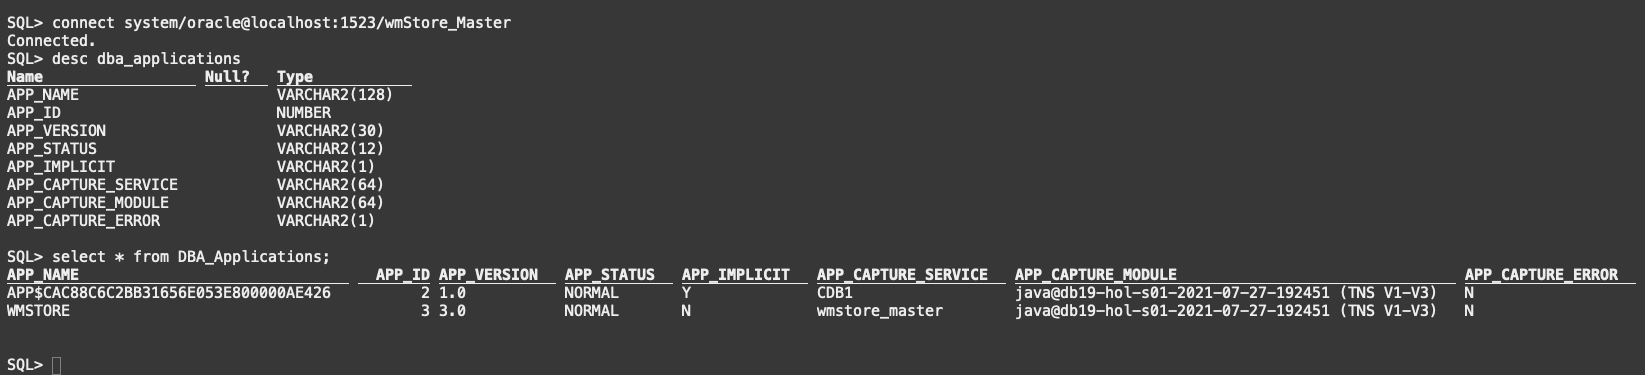 SQL> connect system/oracle@localhost:1523/wmStore_Master
Connected.
SQL> desc dba_applications
Name Null? Type
APP_NAME VARCHAR2(128)
APP_ID NUMBER
APP_VERSION VARCHAR2(30)
APP_STATUS VARCHAR2(12)
APP_IMPLICIT VARCHAR2(1)
APP_CAPTURE_SERVICE VARCHAR2(64)
APP_CAPTURE_MODULE VARCHAR2(64)
APP_CAPTURE_ERROR VARCHAR2(1)
SQL> select * from DBA_Applications;
APP_NAME APP_ID APP_VERSION APP_STATUS APP_IMPLICIT APP_CAPTURE_SERVICE APP_CAPTURE_MODULE APP_CAPTURE_ERROR
APP$CAC88C6C2BB31656E053E800000AE426 2 1.0 NORMAL Y CDB1 java@db19-hol-s01-2021-07-27-192451 (TNS V1-V3) N
WMSTORE 3 3.0 NORMAL N wmstore_master java@db19-hol-s01-2021-07-27-192451 (TNS V1-V3) N
SQL>